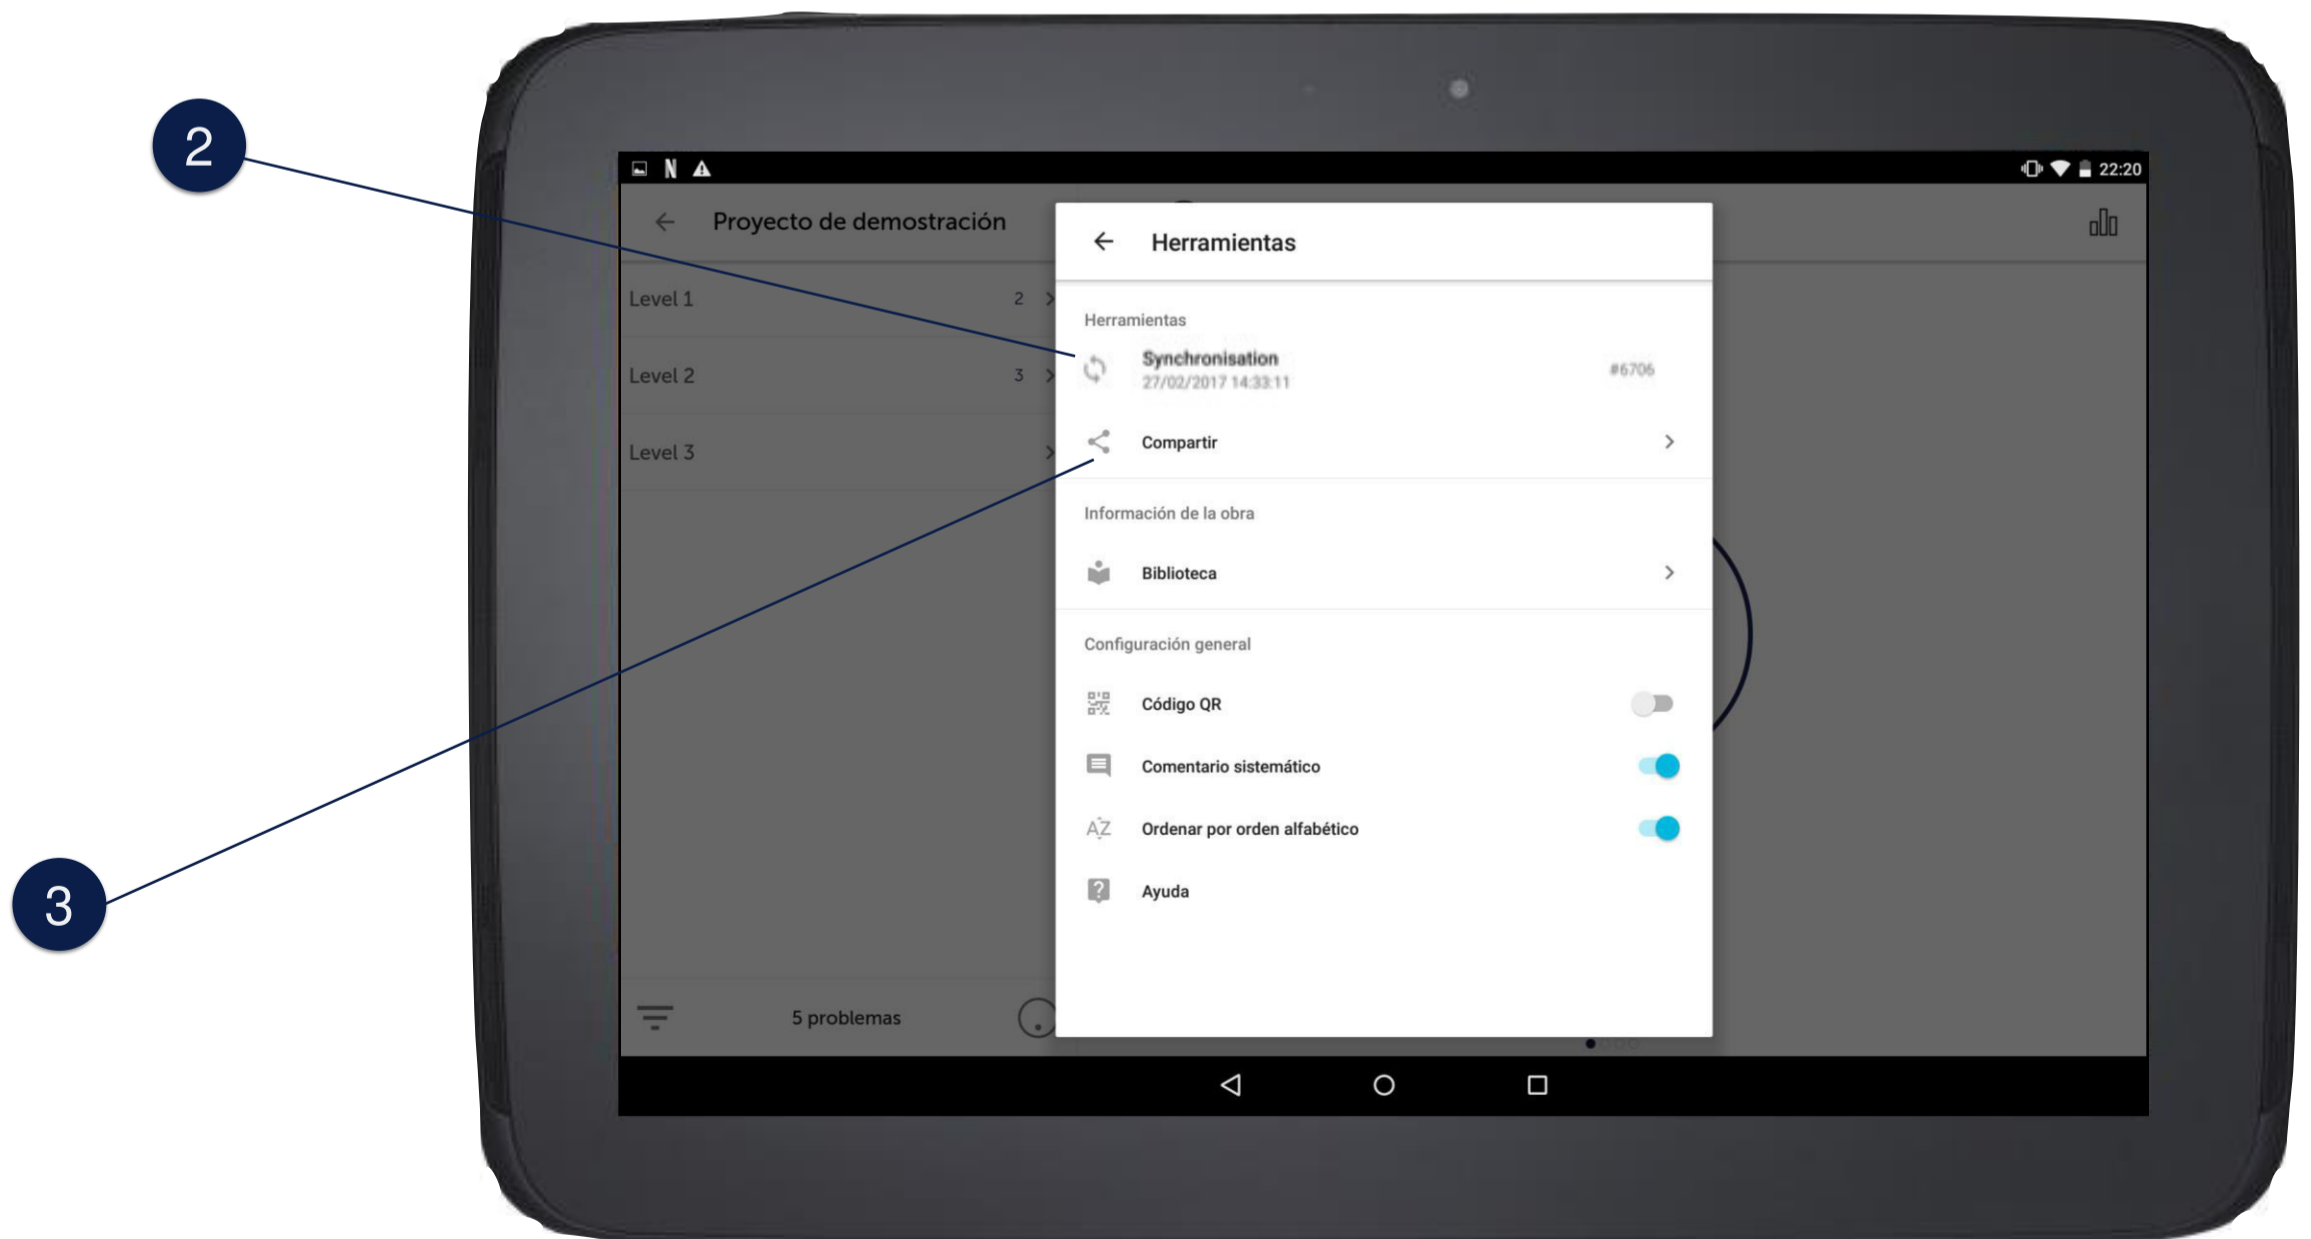 2
22:20
Proyecto de demostración
Herramientas
Level 1
2
Herramientas
Synchronisation
27/02/2017 14:33:11
#6706
Level 2
3
Compartir
Level 3
Información de la obra
Biblioteca
Configuración general
Código QR
Comentario sistemático
AZ
Ordenar por orden alfabético
Ayuda
3
5 problemas